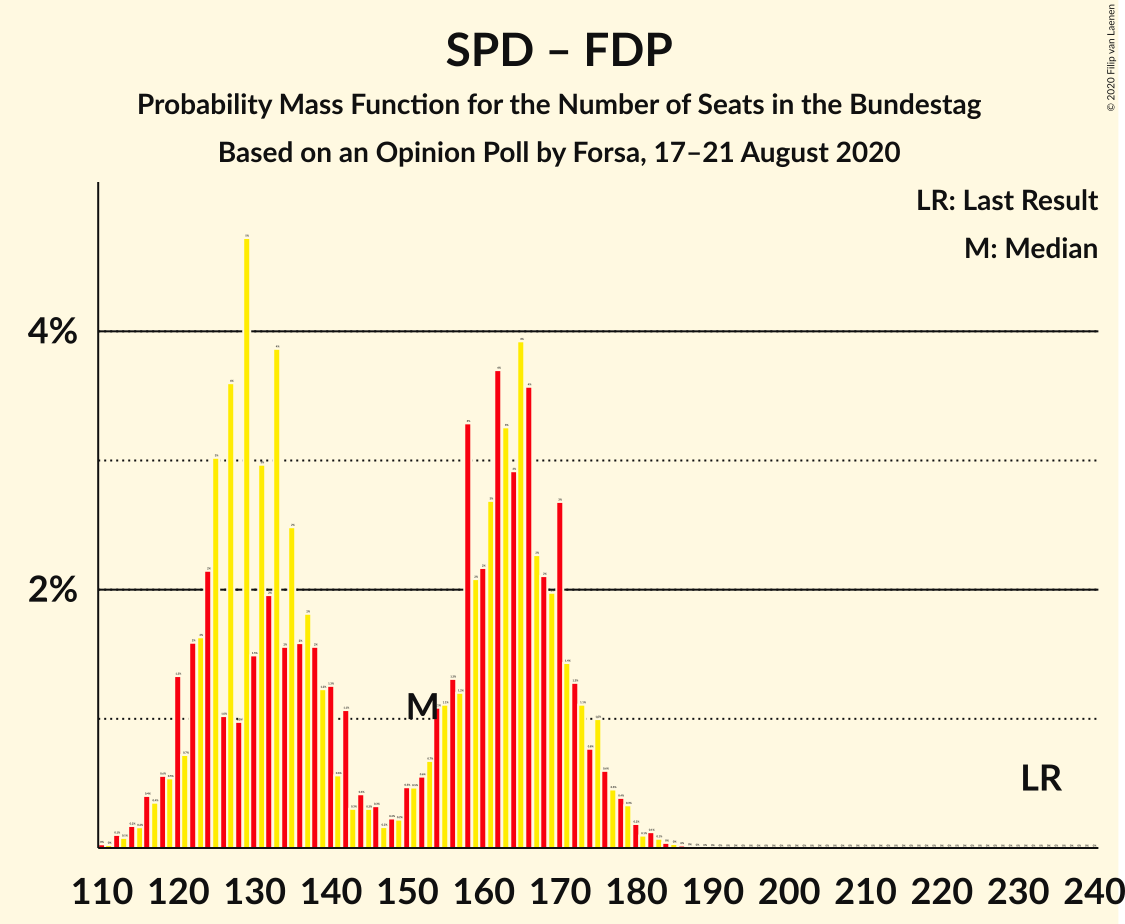 SPD – FDP
Probability Mass Function for the Number of Seats in the Bundestag
Based on an Opinion Poll by Forsa, 17–21 August 2020
© 2020 Filip van Laenen
LR: Last Result
M: Median
4%
2%
M
LR
110 120 130 140 150 160 170 180 190 200 210 220 230 240